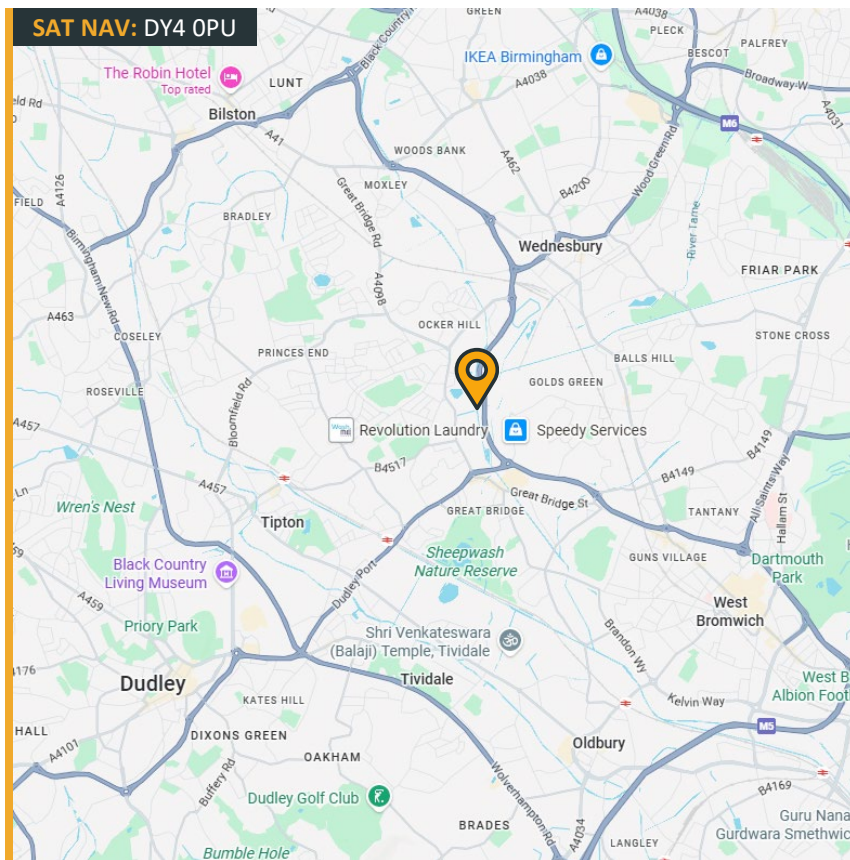 SAT NAV: DY4 0PU
GREEN
A4038
PLECK
BESCOT
PALFREY
Black Country
IKEA Birmingham
A4038
Broadway W
The Robin Hotel
Top rated
LUNT
A4031
Bilston
A41
M6
WOODS BANK
A462
Wood Green Rd
A4126
MOXLEY
B4200
FIELD
Great Bridge Rd
BRADLEY
River Tame
Birmingham New Rd
Wednesbury
A4098
FRIAR PARK
A463
OCKER HILL
COSELEY
STONE CROSS
PRINCES END
BALLS HILL
GOLDS GREEN
ROSEVILLE
Bloomfield Rd
A457
Revolution Laundry
Speedy Services
B4149
B4517
B4149
A457
All Saints Way
Wren's Nest
Great Bridge St
Hallam St
Tipton
GREAT BRIDGE
TANTANY
Sheepwash
Nature Reserve
GUNS VILLAGE
Dartmouth
Park
Black Country
Living Museum
A459
Dudley Port
West
Bromwich
Priory Park
Shri Venkateswara
(Balaji) Temple, Tividale
Brandon Wy
4176
Dudley
Tividale
West B
Albion Foot
KATES HILL
Kelvin Way
M5
HALL
DIXONS GREEN
Oldbury
A4101
OAKHAM
Buffery Rd
Wolverhampton Rd
B4169
Dudley Golf Club
Guru Nana
Gurdwara Smethwic
BRADES
A4034
LANGLEY
Bumble Hole